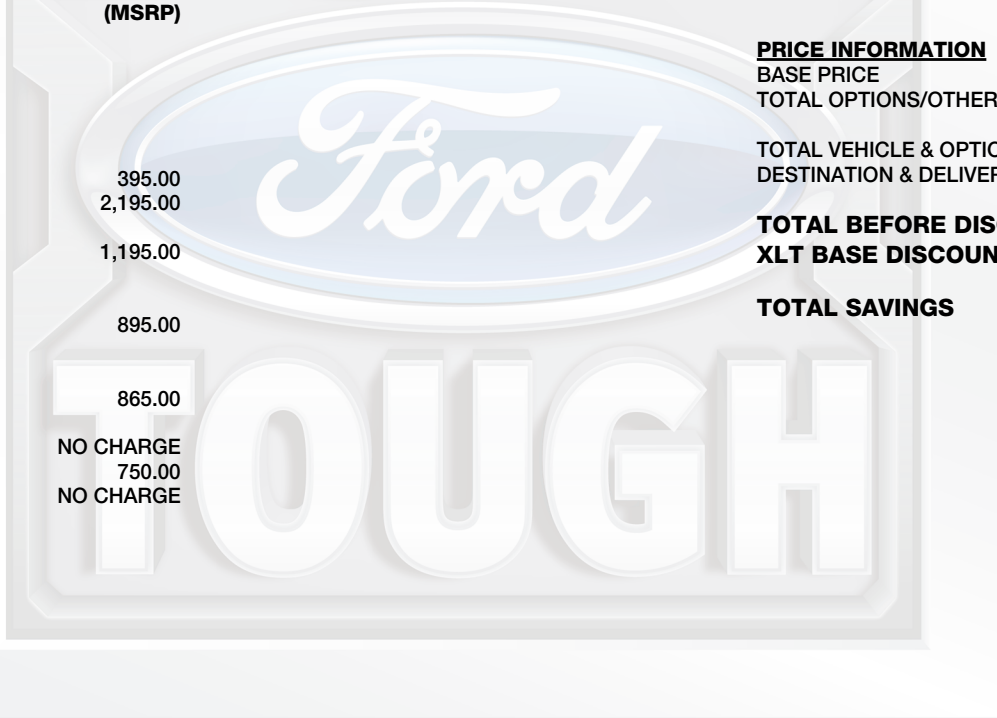 (MSRP)
395.00
2,195.00
1,195.00
895.00
865.00
NO CHARGE
750.00
NO CHARGE
Ford
TOUGH
PRICE INFORMATION
BASE PRICE
TOTAL OPTIONS/OTHER
TOTAL VEHICLE & OPTIO
DESTINATION & DELIVER
TOTAL BEFORE DISC
XLT BASE DISCOUN
TOTAL SAVINGS